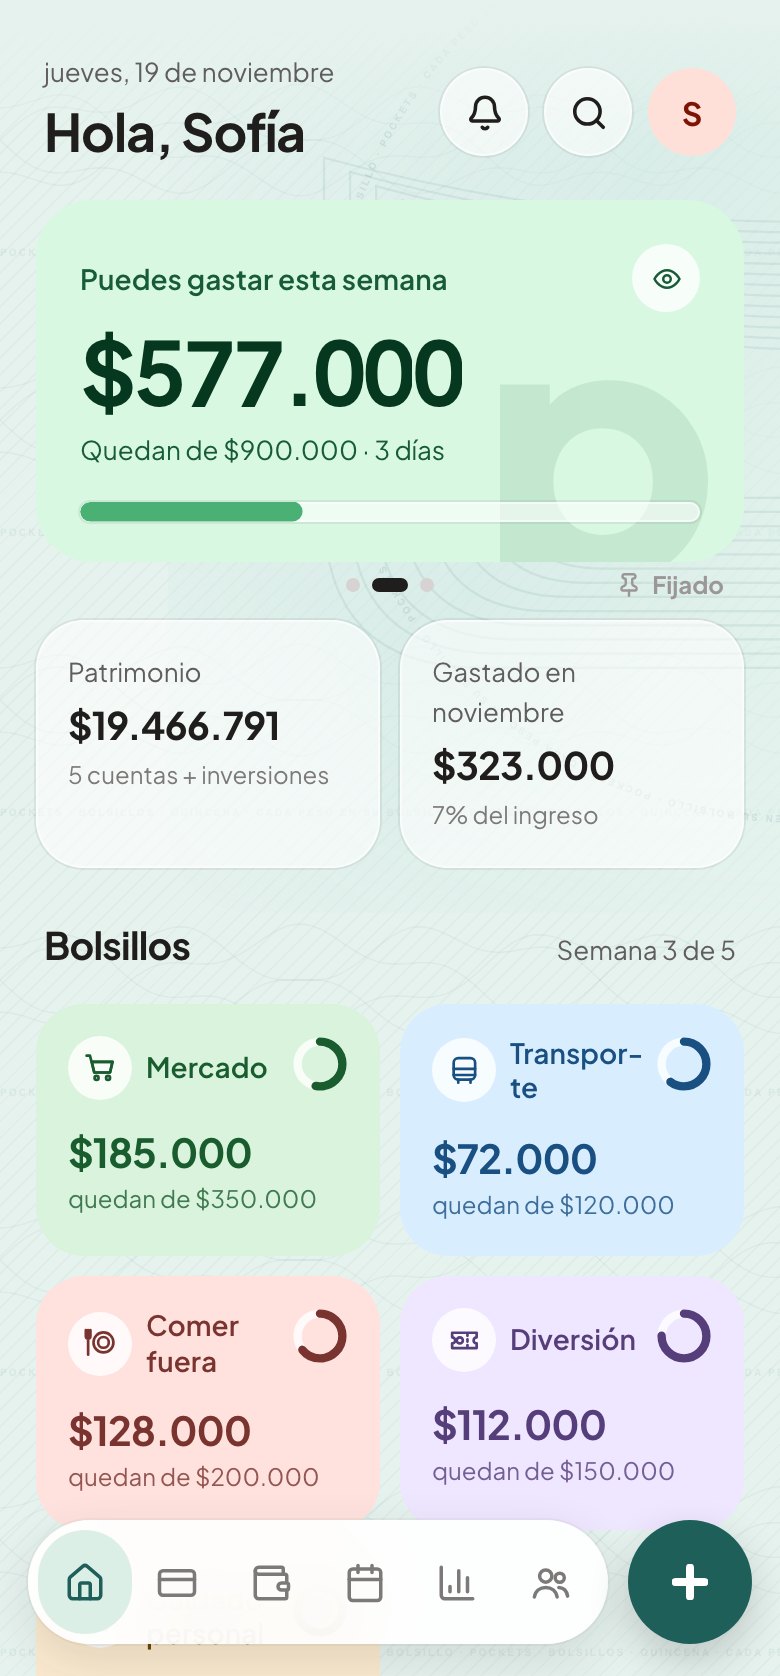 jueves, 19 de noviembre
Hola, Sofía
S
Puedes gastar esta semana
$577.000
Quedan de $900.000 · 3 días
Fijado
Patrimonio
$19.466.791
5 cuentas + inversiones
Gastado en
noviembre
$323.000
7% del ingreso
Bolsillos
Semana 3 de 5
Mercado
$185.000
quedan de $350.000
Transpor-
te
$72.000
quedan de $120.000
Comer
fuera
$128.000
quedan de $200.000
Diversión
$112.000
quedan de $150.000
personal